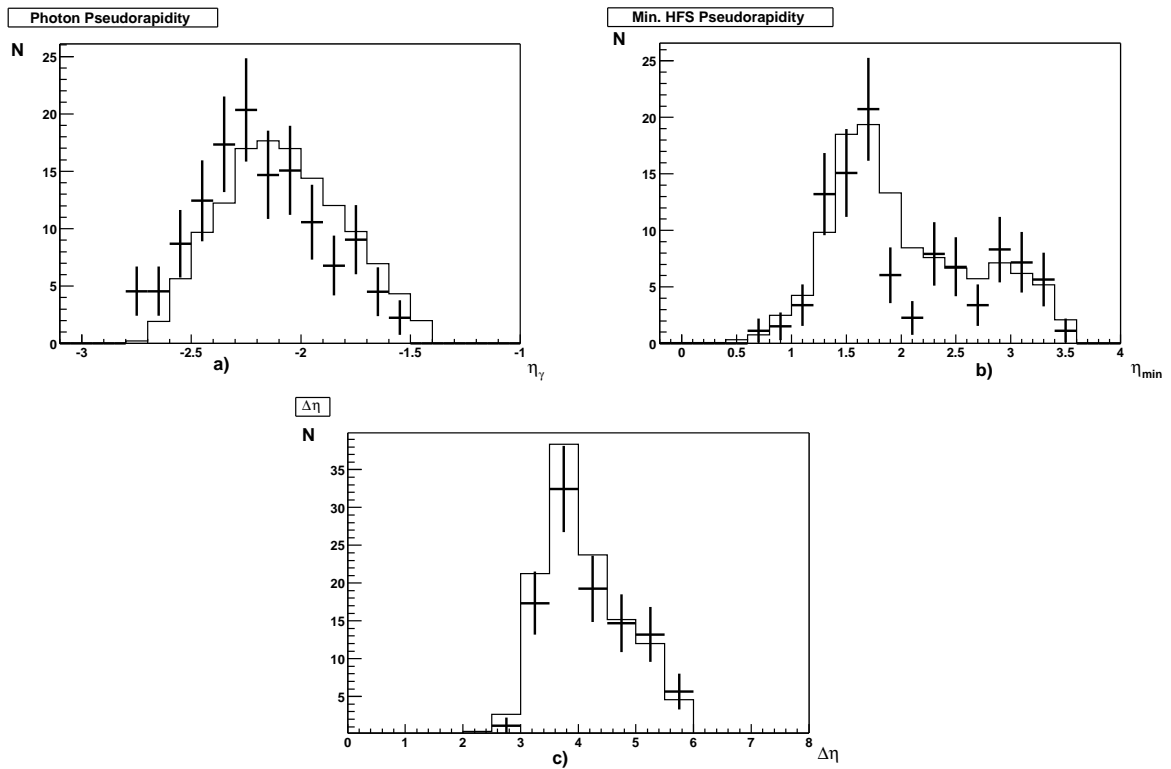 Photon Pseudorapidity
N
25
20
15
10
5
0
-3 -2.5 -2 -1.5 -1
a)
ηγ
Min. HFS Pseudorapidity
N
25
20
15
10
5
0
0 0.5 1 1.5 2 2.5 3 3.5 4
b)
ηmin
Δη
N
35
30
25
20
15
10
5
0 1 2 3 4 5 6 7 8
c)
Δη